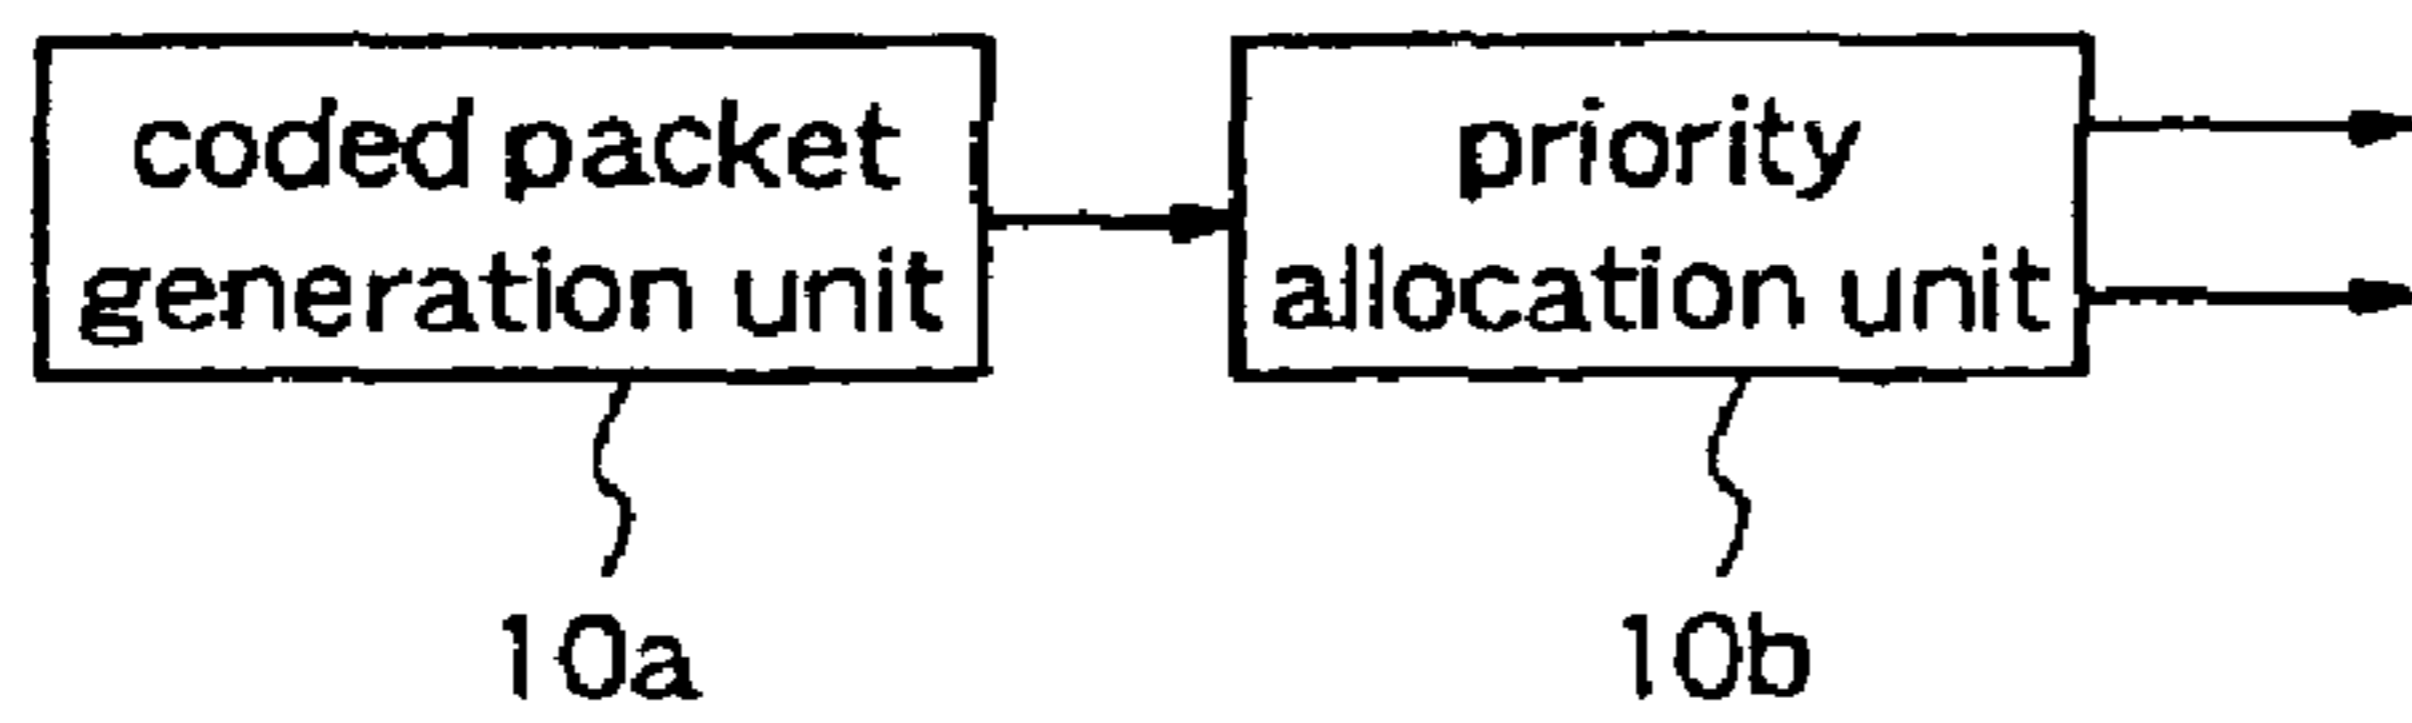 coded packet
generation unit
priority
allocation unit
10a
10b